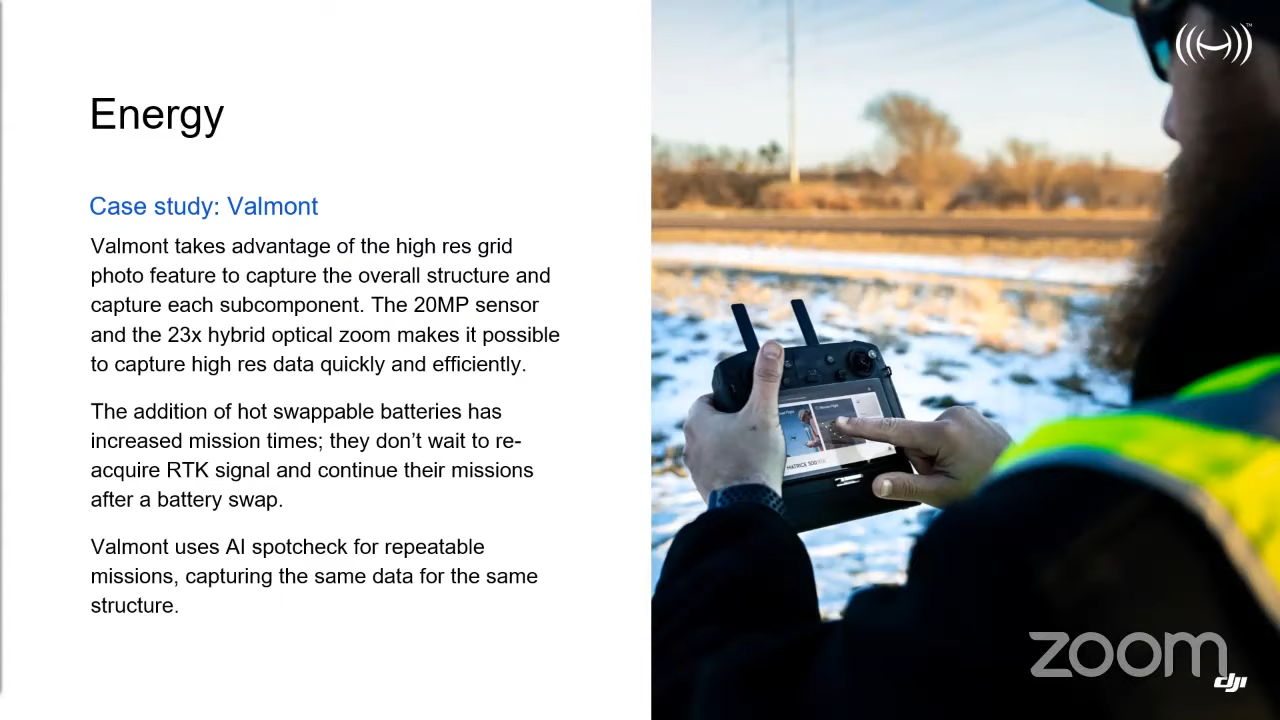 Energy
Case study: Valmont
Valmont takes advantage of the high res grid
photo feature to capture the overall structure and
capture each subcomponent. The 20MP sensor
and the 23x hybrid optical zoom makes it possible
to capture high res data quickly and efficiently.
The addition of hot swappable batteries has
increased mission times; they don’t wait to re-
acquire RTK signal and continue their missions
after a battery swap.
Valmont uses AI spotcheck for repeatable
missions, capturing the same data for the same
structure.
MATRICE 300
zoom
dji